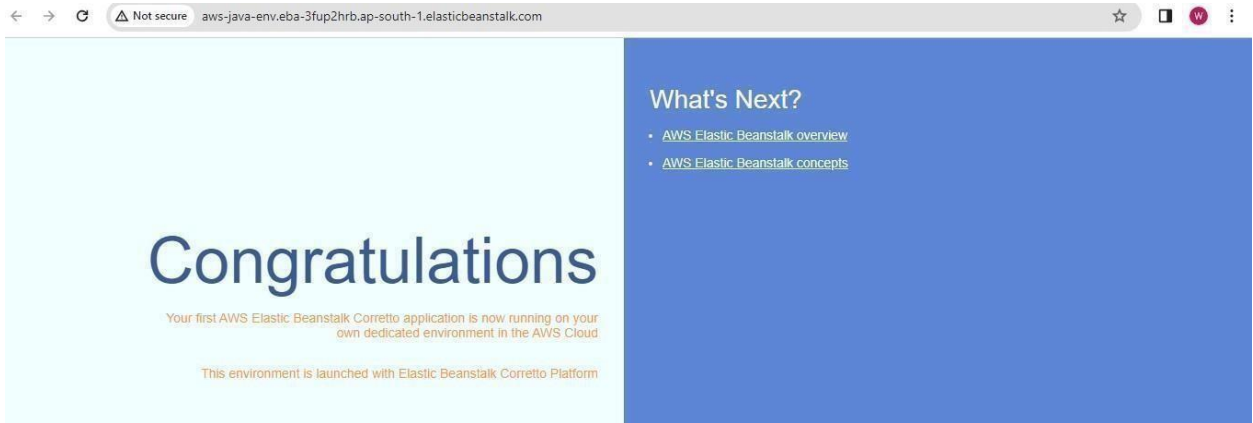 Not secure aws-java-env.eba-3fup2hrb.ap-south-1.elasticbeanstalk.com
W
Congratulations
Your first AWS Elastic Beanstalk Corretto application is now running on your
own dedicated environment in the AWS Cloud
This environment is launched with Elastic Beanstalk Corretto Platform
What's Next?
AWS Elastic Beanstalk overview
AWS Elastic Beanstalk concepts